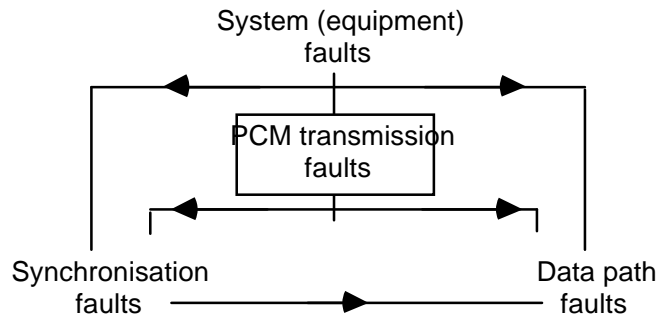 System (equipment)
faults
PCM transmission
faults
Synchronisation
faults
Data path
faults